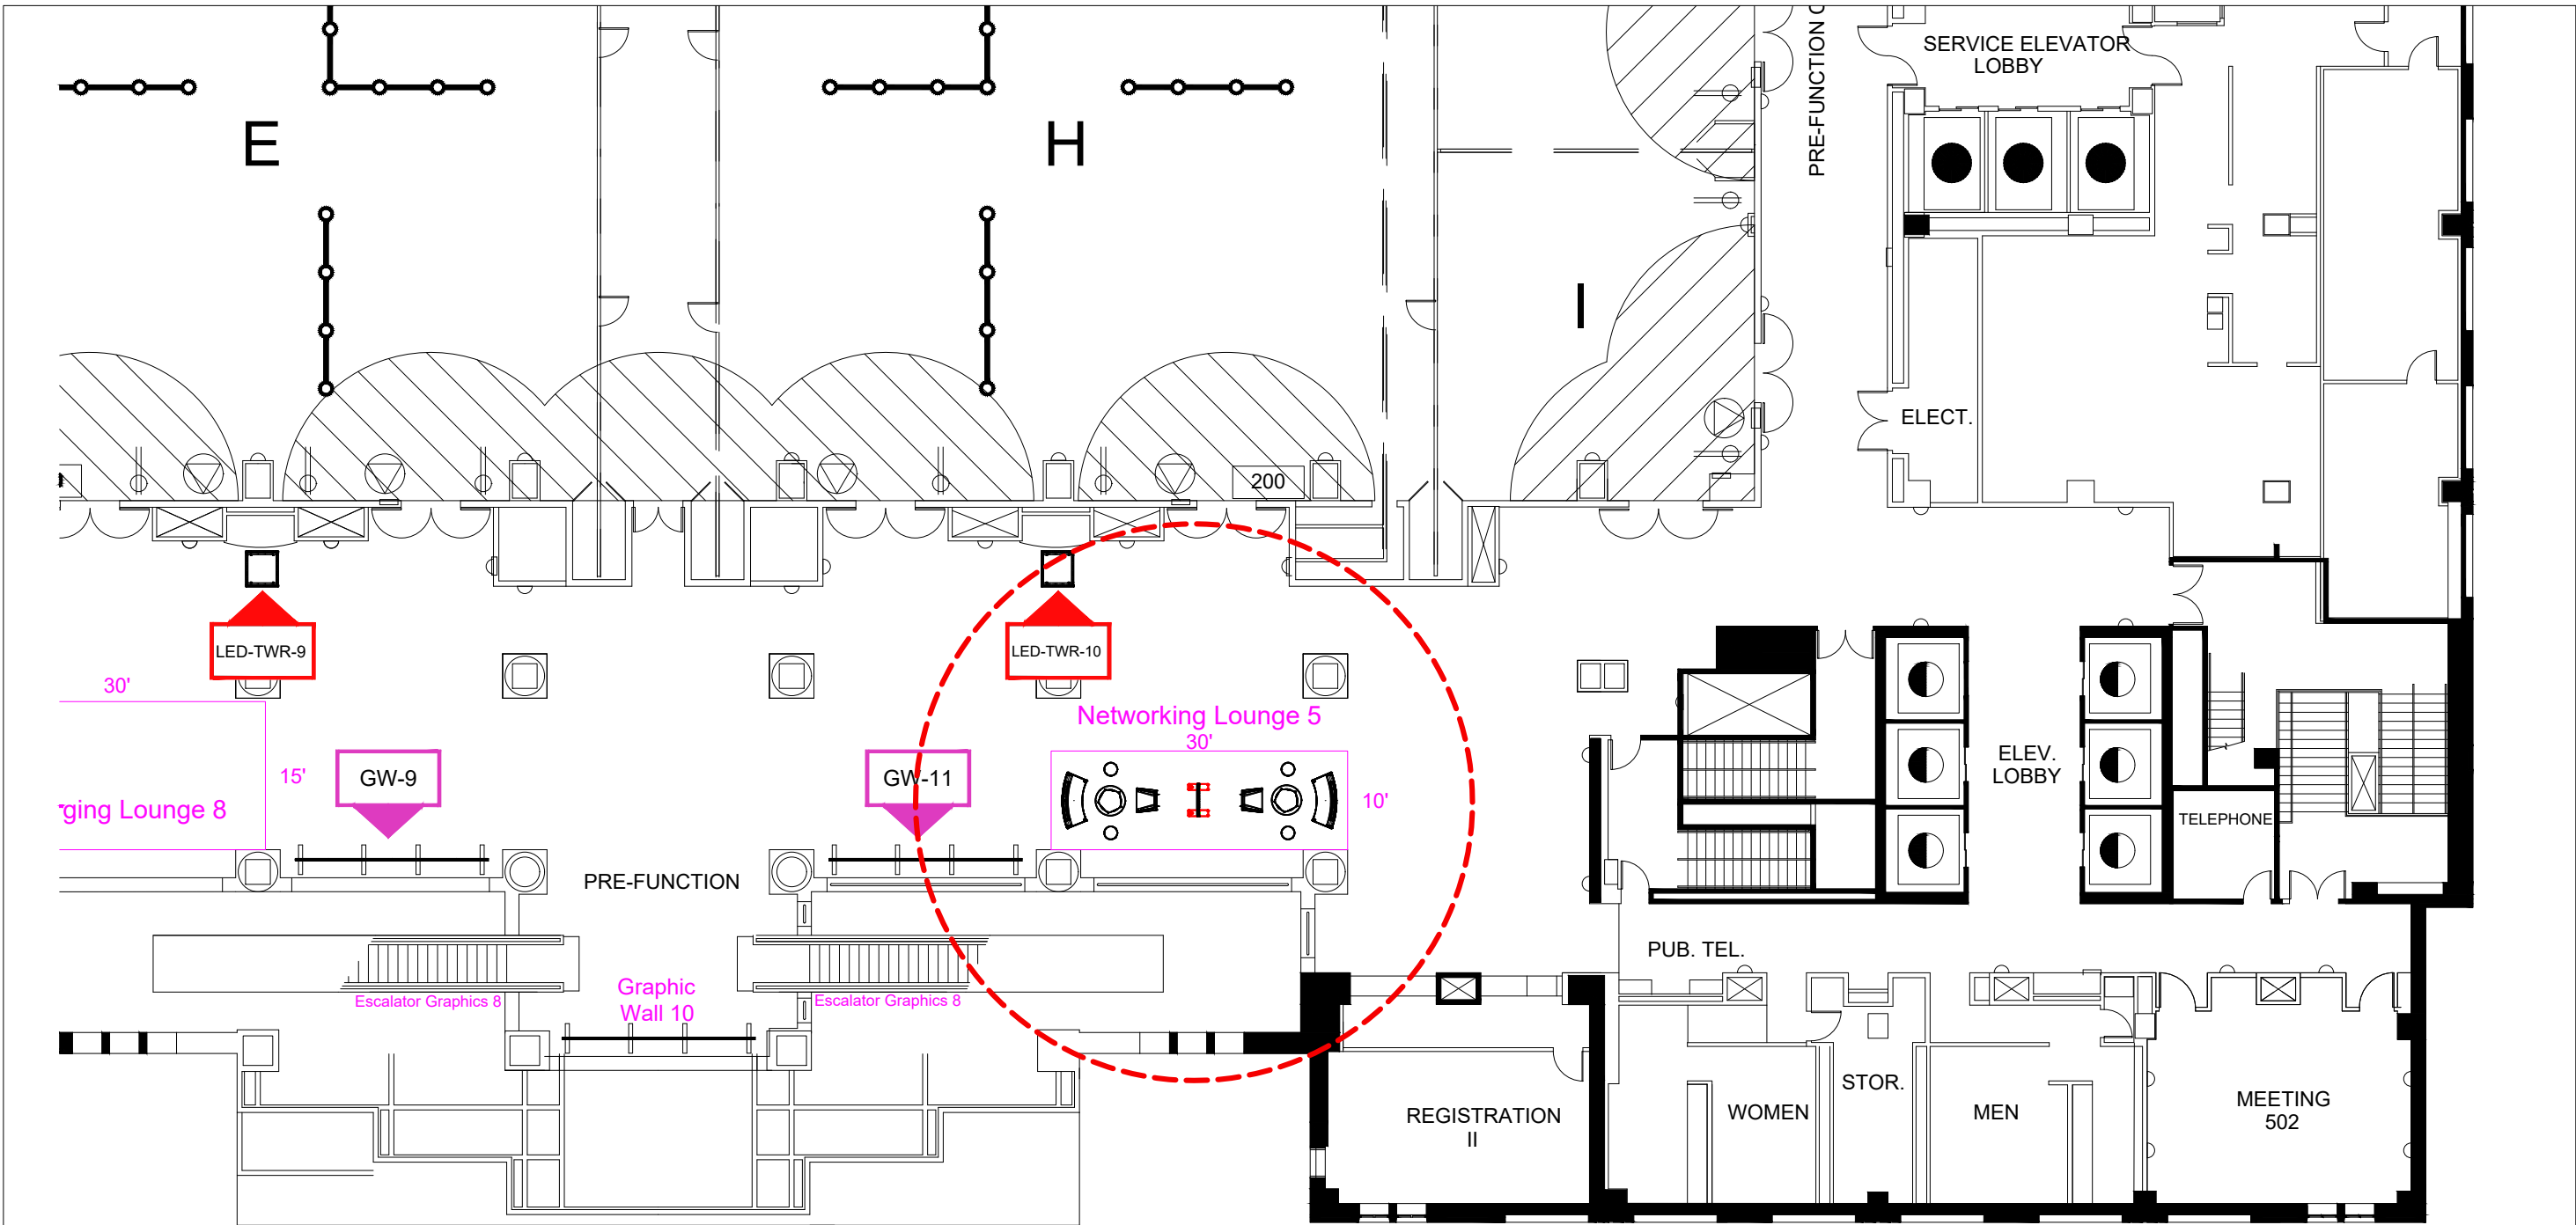 SERVICE ELEVATOR
LOBBY
PRE-FUNCTION
E
H
I
ELECT.
200
LED-TWR-9
LED-TWR-10
30'
Networking Lounge 5
30'
15'
GW-9
GW-11
10'
rging Lounge 8
ELEV.
LOBBY
TELEPHONE
PRE-FUNCTION
PUB. TEL.
Escalator Graphics 8
Graphic
Wall 10
Escalator Graphics 8
REGISTRATION
II
WOMEN
STOR.
MEN
MEETING
502